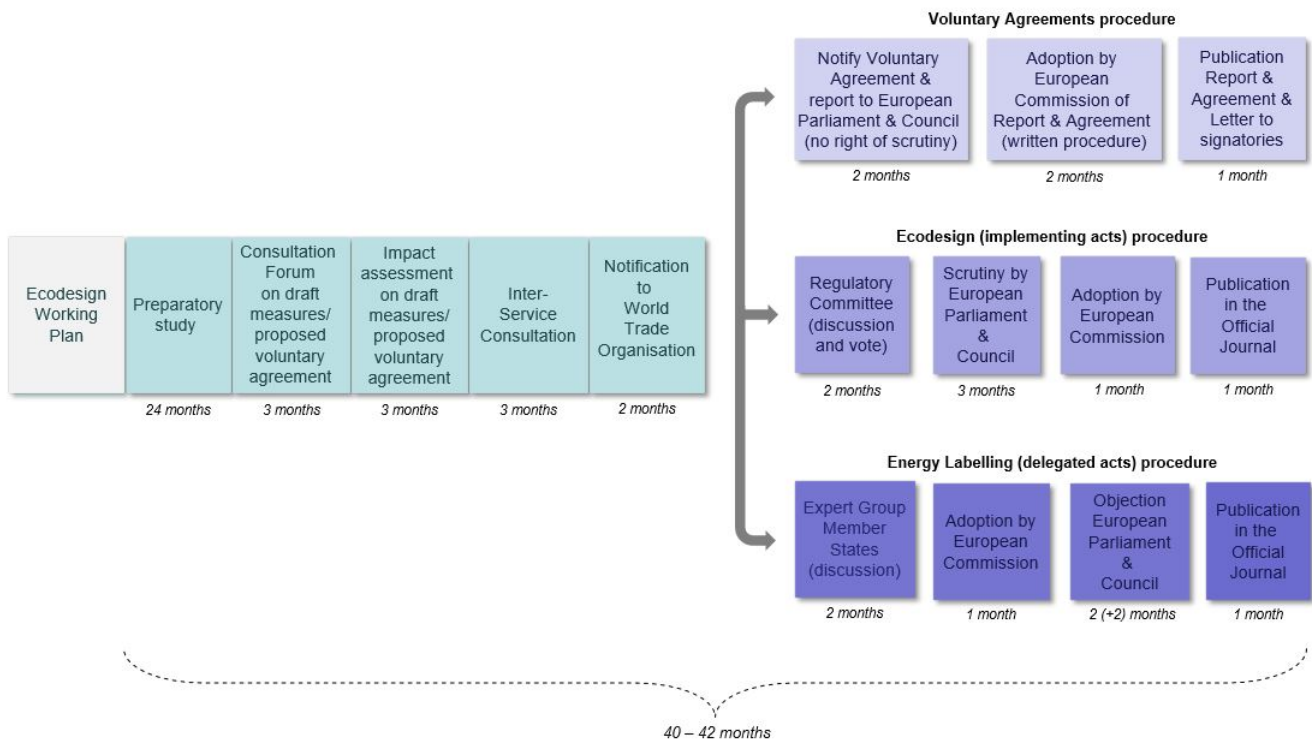 Voluntary Agreements procedure
Notify Voluntary
Agreement &
report to European
Parliament & Council
(no right of scrutiny)
2 months
Adoption by
European
Commission of
Report & Agreement
(written procedure)
2 months
Publication
Report &
Agreement &
Letter to
signatories
1 month
Ecodesign
Working
Plan
Preparatory
study
24 months
Consultation
Forum
on draft
measures/
proposed
voluntary
agreement
3 months
Impact
assessment
on draft
measures/
proposed
voluntary
agreement
3 months
Inter-
Service
Consultation
3 months
Notification
to
World
Trade
Organisation
2 months
Ecodesign (implementing acts) procedure
Regulatory
Committee
(discussion
and vote)
2 months
Scrutiny by
European
Parliament
&
Council
3 months
Adoption by
European
Commission
1 month
Publication
in the
Official
Journal
1 month
Energy Labelling (delegated acts) procedure
Expert Group
Member
States
(discussion)
2 months
Adoption by
European
Commission
1 month
Objection
European
Parliament
&
Council
2 (+2) months
Publication
in the
Official
Journal
1 month
40 – 42 months